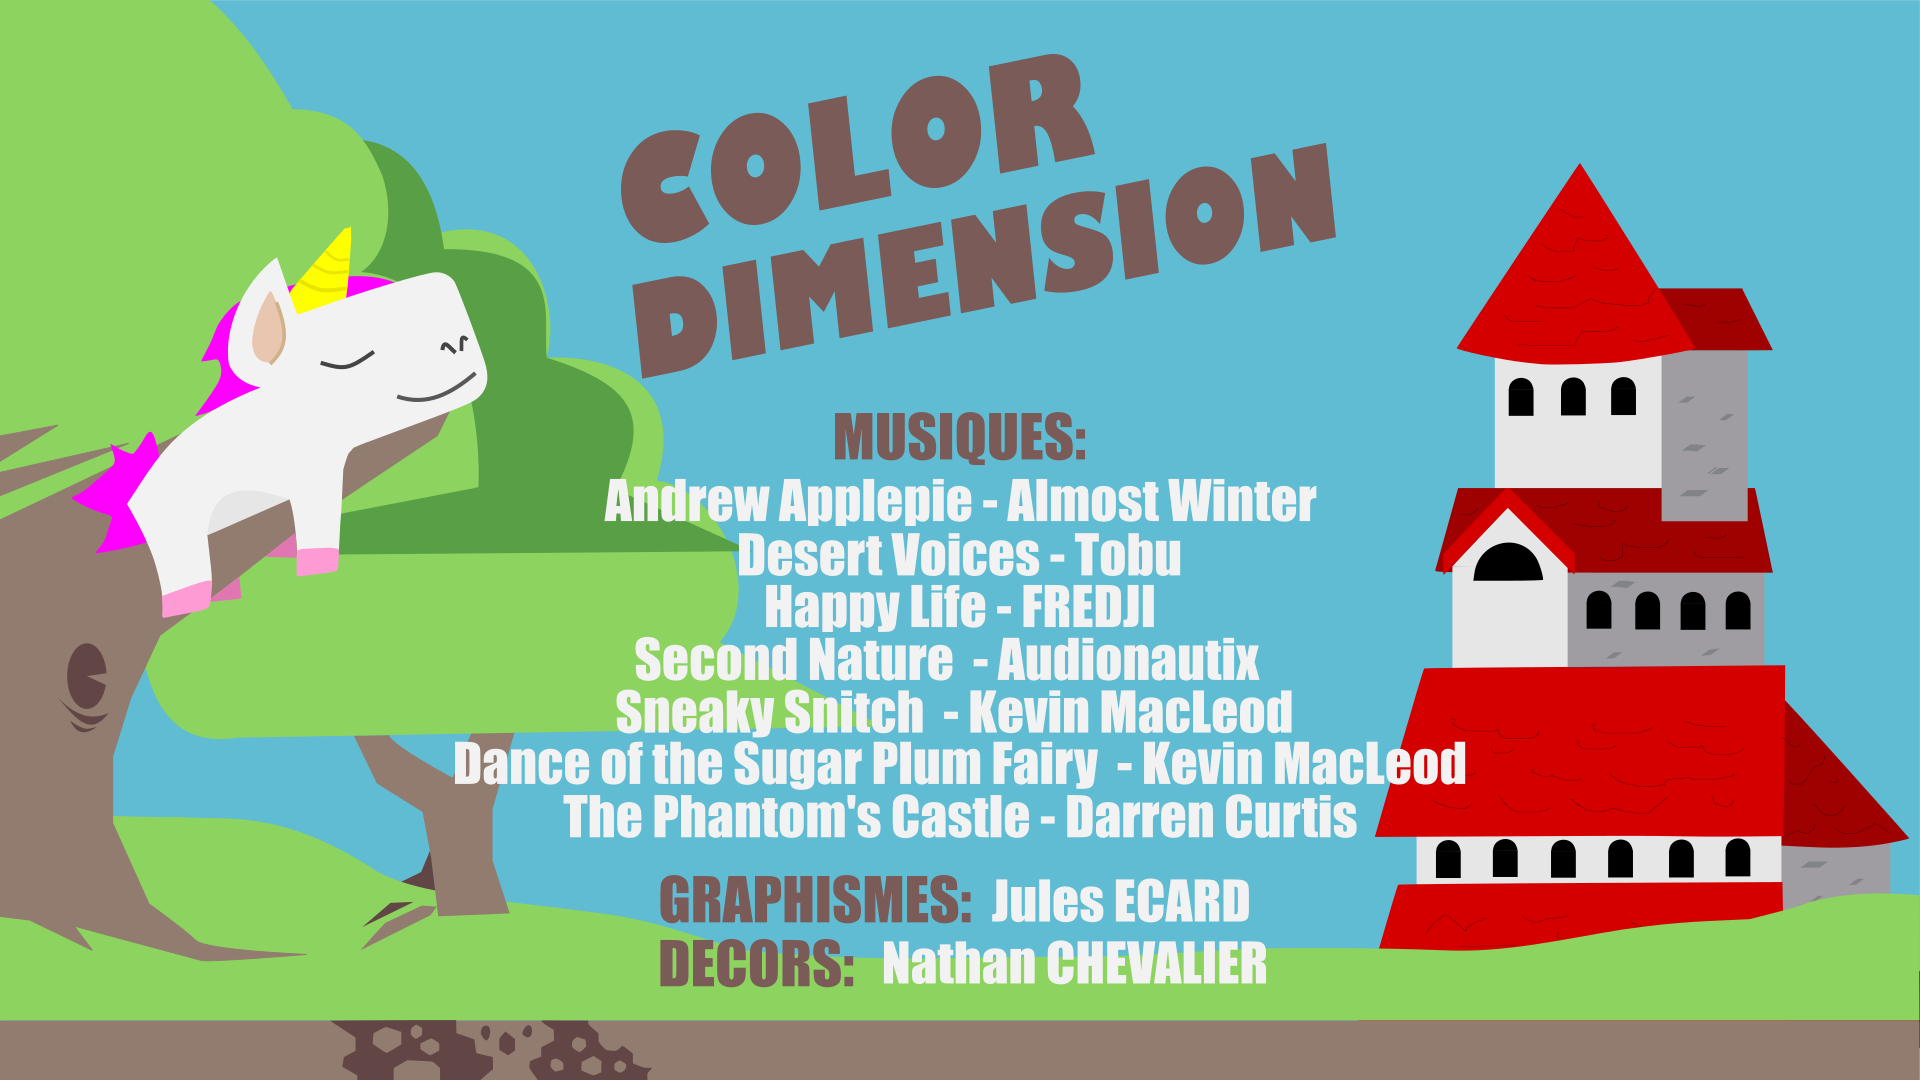 COLOR
DIMENSION
MUSIQUES:
Andrew Applepie - Almost Winter
Desert Voices - Tobu
Happy Life - FREDJI
Second Nature - Audionautix
Sneaky Snitch - Kevin MacLeod
Dance of the Sugar Plum Fairy - Kevin MacLeod
The Phantom's Castle - Darren Curtis
GRAPHISMES: Jules ECARD
DECORS: Nathan CHEVALIER